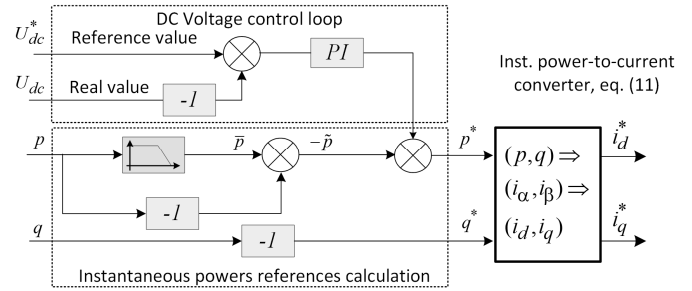 DC Voltage control loop
U*dc
Reference value
PI
Udc
Real value
-1
Inst. power-to-current
converter, eq. (11)
p
p̅
−p̃
p*
-1
q
-1
q*
(p,q)⇒
(iα,iβ)⇒
(id,iq)
i*d
i*q
Instantaneous powers references calculation